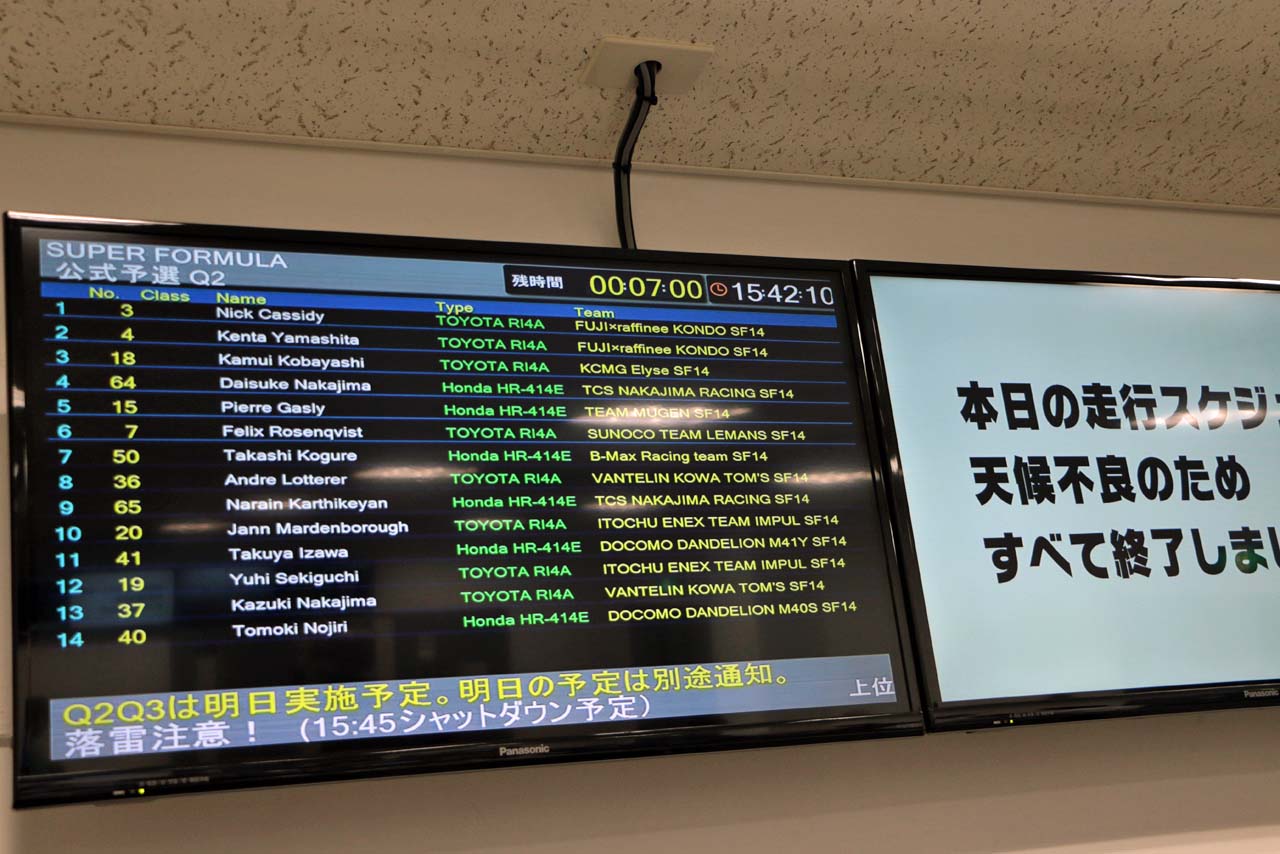 SUPER FORMULA
公式予選 Q2
残時間 00:07:00 15:42:10
No. Class Name Type Team
1 3 Nick Cassidy TOYOTA RI4A FUJI×raffinee KONDO SF14
2 4 Kenta Yamashita TOYOTA RI4A FUJI×raffinee KONDO SF14
3 18 Kamui Kobayashi TOYOTA RI4A KCMG Elyse SF14
4 64 Daisuke Nakajima Honda HR-414E TCS NAKAJIMA RACING SF14
5 15 Pierre Gasly Honda HR-414E TEAM MUGEN SF14
6 7 Felix Rosenqvist TOYOTA RI4A SUNOCO TEAM LEMANS SF14
7 50 Takashi Kogure Honda HR-414E B-Max Racing team SF14
8 36 Andre Lotterer TOYOTA RI4A VANTELIN KOWA TOM'S SF14
9 65 Narain Karthikeyan Honda HR-414E TCS NAKAJIMA RACING SF14
10 20 Jann Mardenborough TOYOTA RI4A ITOCHU ENEX TEAM IMPUL SF14
11 41 Takuya Izawa Honda HR-414E DOCOMO DANDELION M41Y SF14
12 19 Yuhi Sekiguchi TOYOTA RI4A ITOCHU ENEX TEAM IMPUL SF14
13 37 Kazuki Nakajima TOYOTA RI4A VANTELIN KOWA TOM'S SF14
14 40 Tomoki Nojiri Honda HR-414E DOCOMO DANDELION M40S SF14
Q2Q3は明日実施予定。明日の予定は別途通知。
落雷注意！ (15:45シャットダウン予定) 上位
Panasonic
本日の走行スケジ
天候不良のため
すべて終了しまし
Panasonic